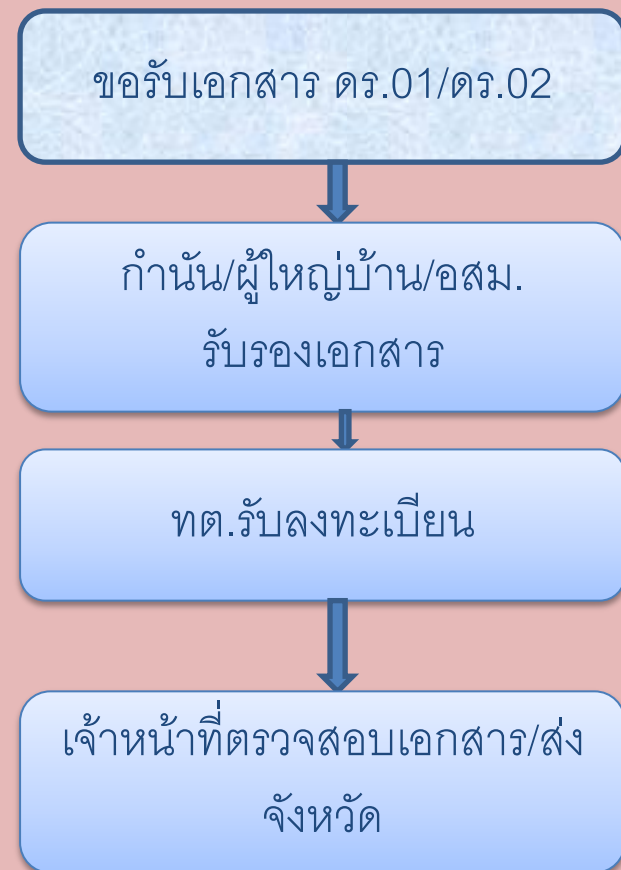 ขอรับเอกสาร ดร.01/ดร.02
กำนัน/ผู้ใหญ่บ้าน/อสม.
รับรองเอกสาร
ทต.รับลงทะเบียน
เจ้าหน้าที่ตรวจสอบเอกสาร/ส่ง
จังหวัด